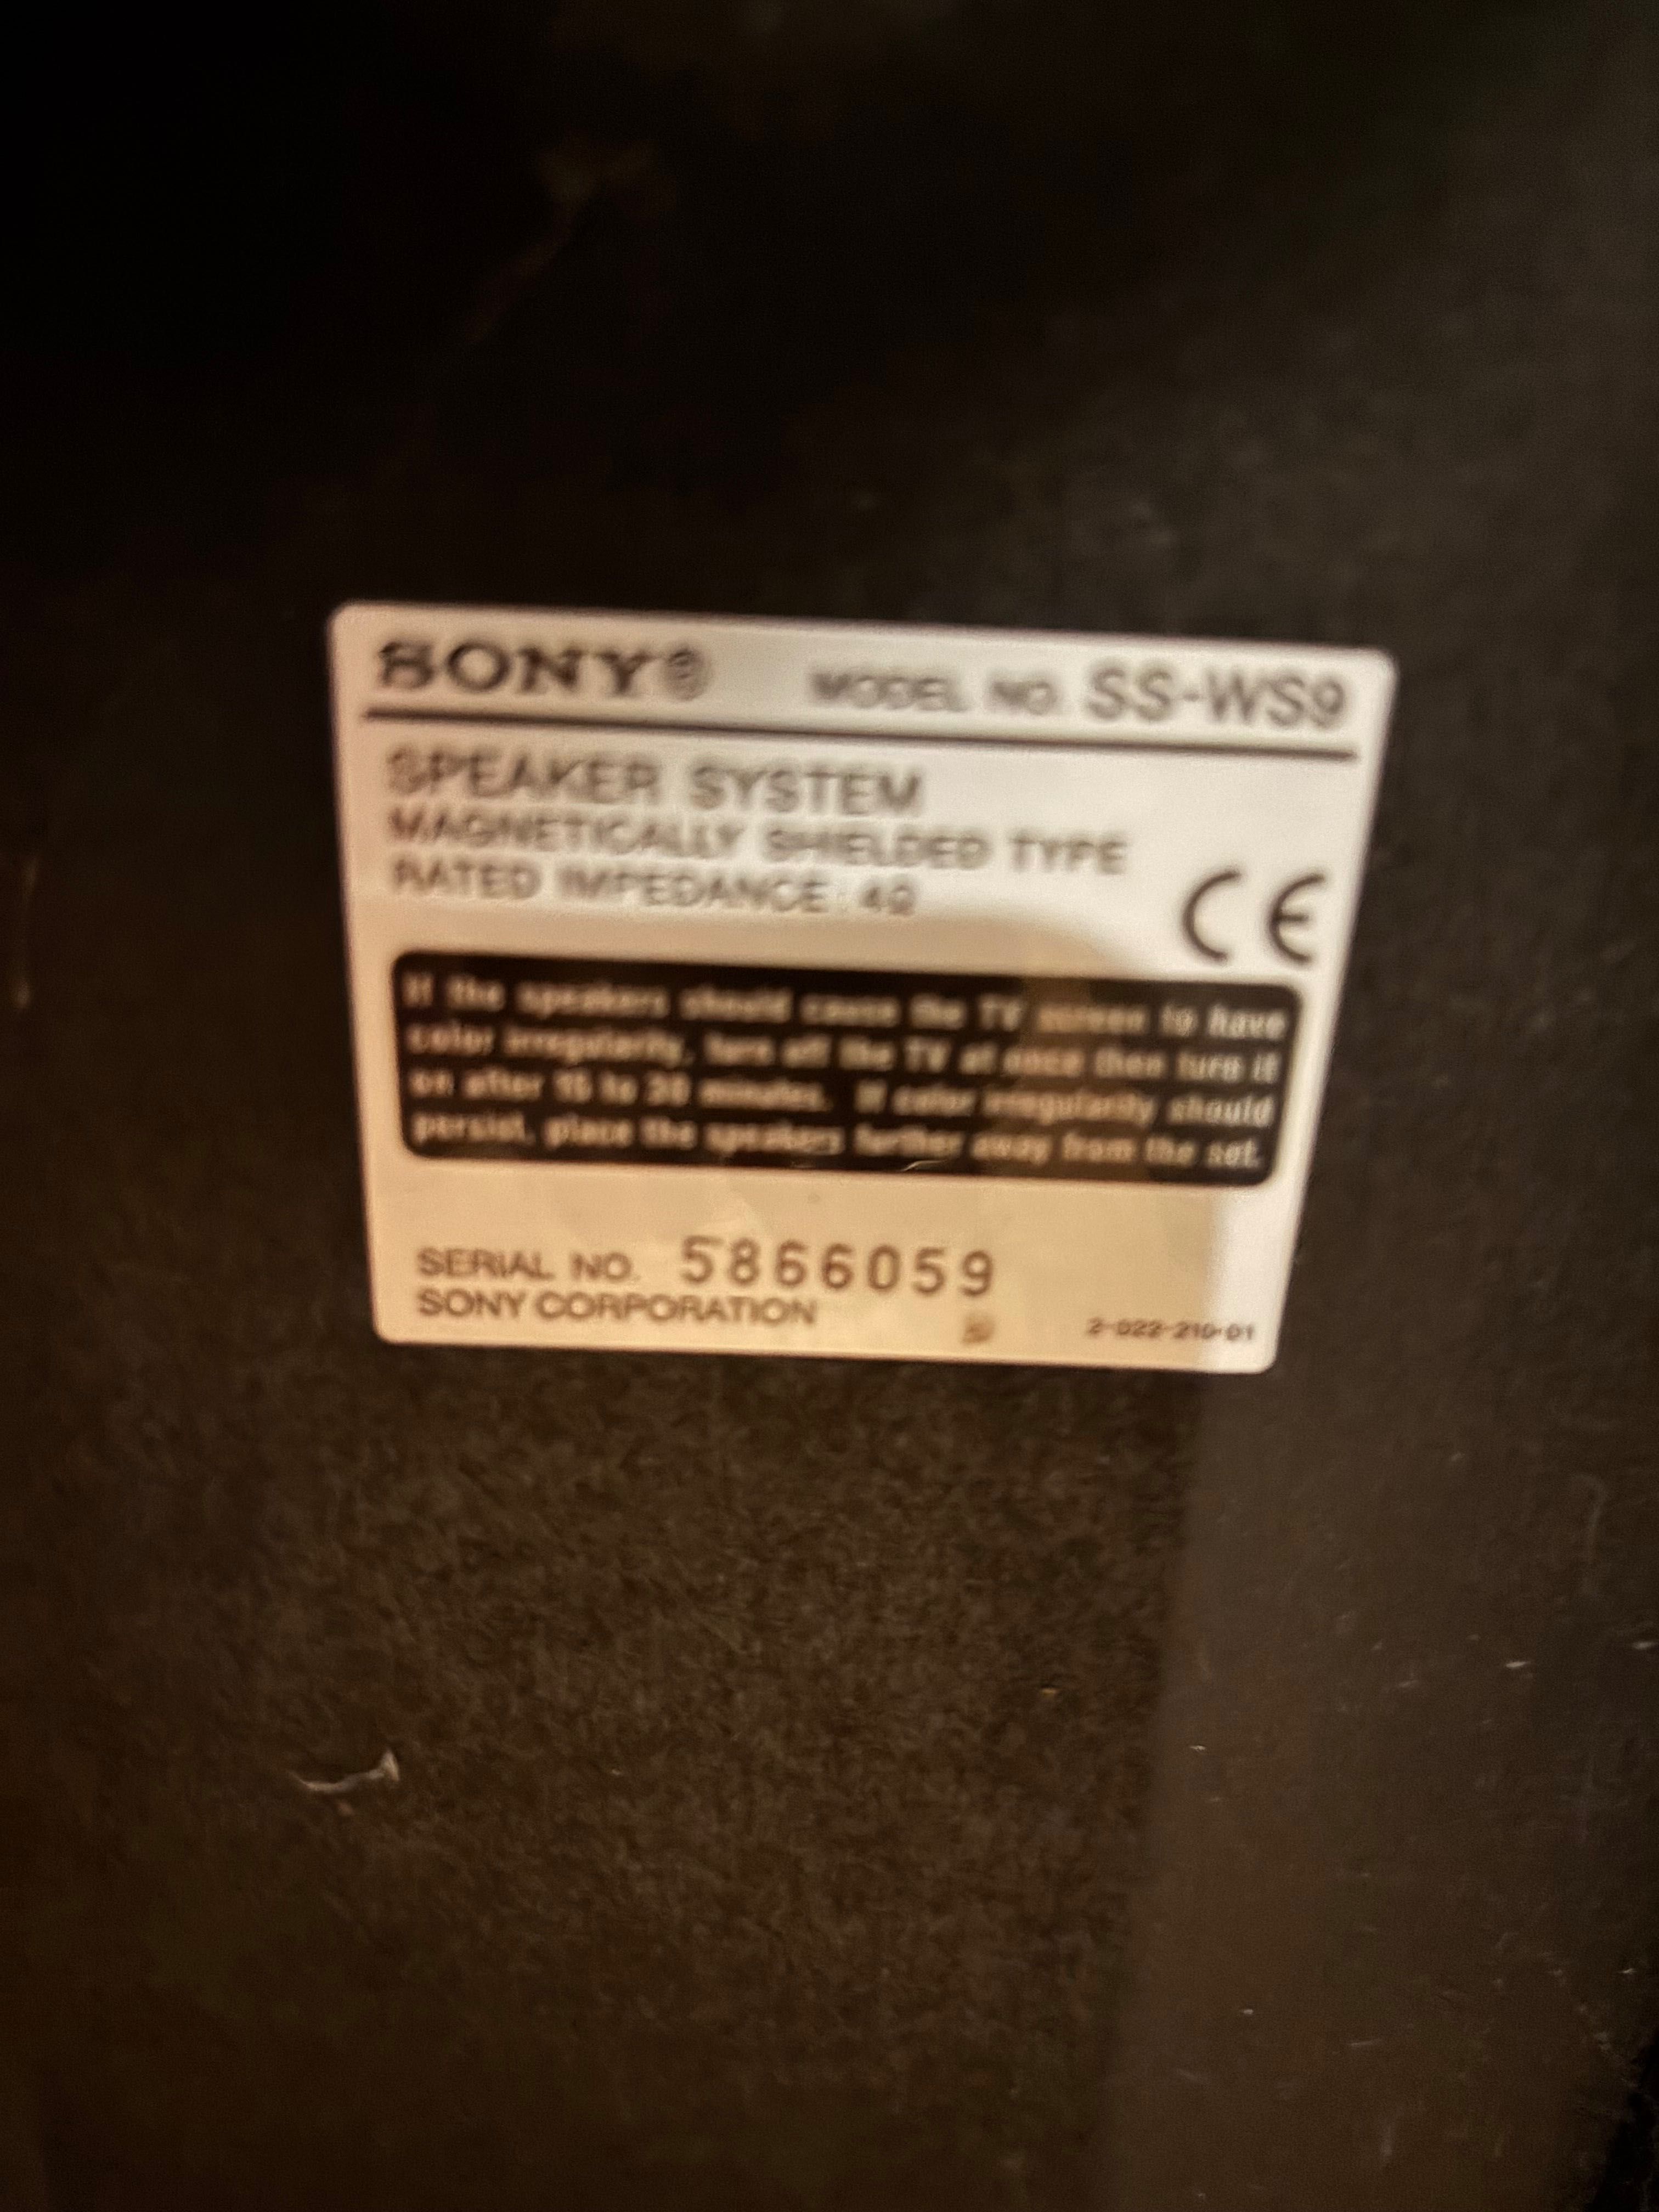 SONY® MODEL NO. SS-WS9
SPEAKER SYSTEM
MAGNETICALLY SHIELDED TYPE
RATED IMPEDANCE : 4Ω
CE
If the speakers should cause the TV screen to have
color irregularity, turn off the TV at once then turn it
on after 15 to 30 minutes. If color irregularity should
persist, place the speakers further away from the set.
SERIAL NO. 5866059
SONY CORPORATION
2-022-210-01